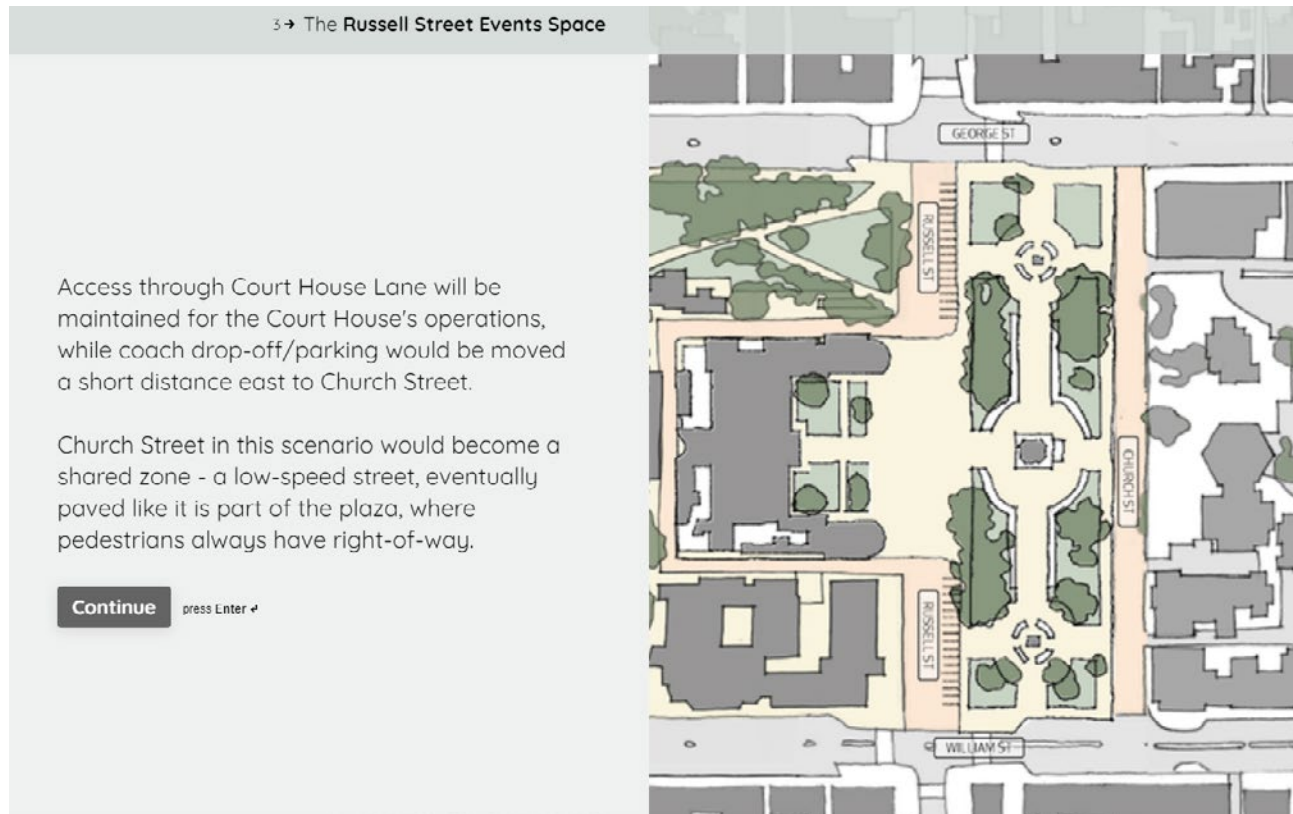 3→ The Russell Street Events Space
Access through Court House Lane will be
maintained for the Court House's operations,
while coach drop-off/parking would be moved
a short distance east to Church Street.
Church Street in this scenario would become a
shared zone - a low-speed street, eventually
paved like it is part of the plaza, where
pedestrians always have right-of-way.
Continue press Enter ↵
GEORGE ST
RUSSELL ST
CHURCH ST
RUSSELL ST
WILLIAM ST